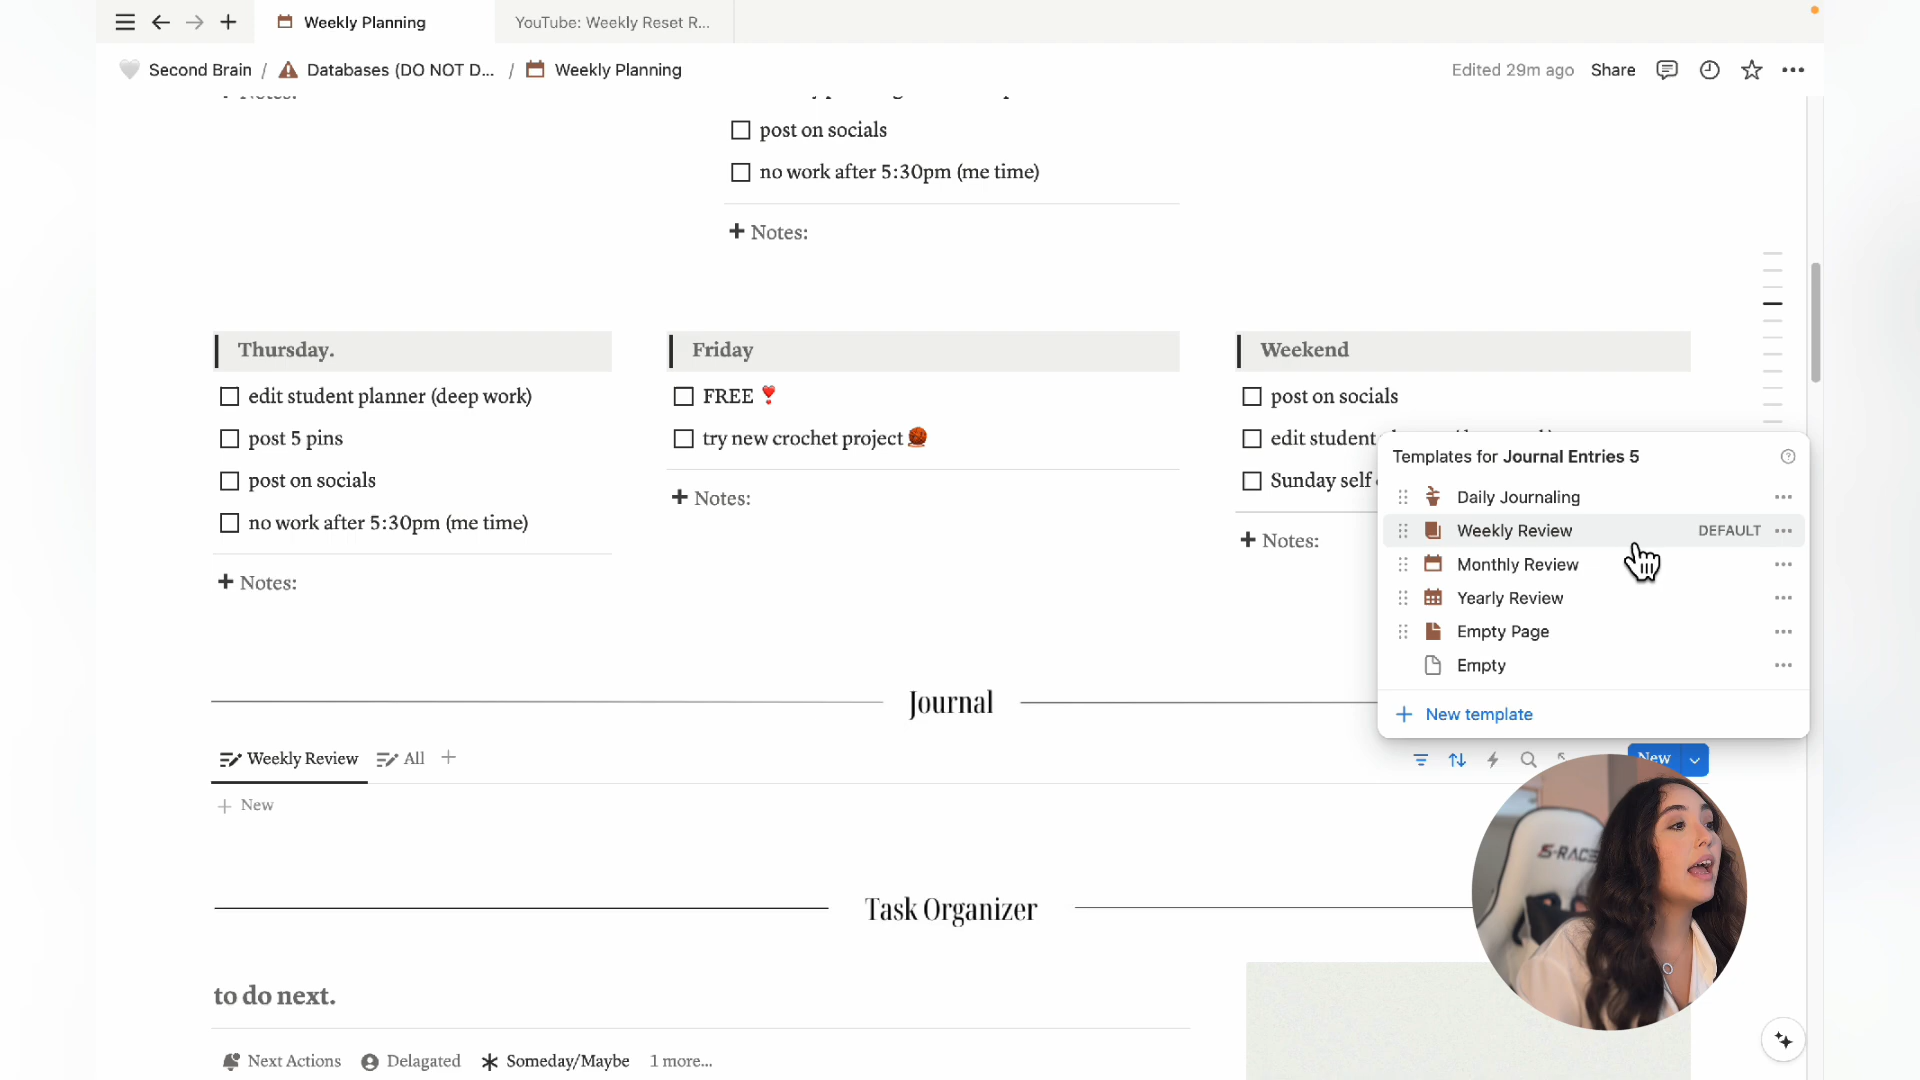 Weekly Planning
YouTube: Weekly Reset R...
Second Brain / Databases (DO NOT D... / Weekly Planning
Edited 29m ago Share
Notes:
post on socials
no work after 5:30pm (me time)
Notes:
Thursday.
edit student planner (deep work)
post 5 pins
post on socials
no work after 5:30pm (me time)
Notes:
Friday
FREE
try new crochet project
Notes:
Weekend
post on socials
edit student
Sunday self
Notes:
Templates for Journal Entries 5
Daily Journaling
Weekly Review DEFAULT
Monthly Review
Yearly Review
Empty Page
Empty
New template
Journal
Weekly Review All
New
New
S-RACE
Task Organizer
to do next.
Next Actions Delagated Someday/Maybe 1 more...